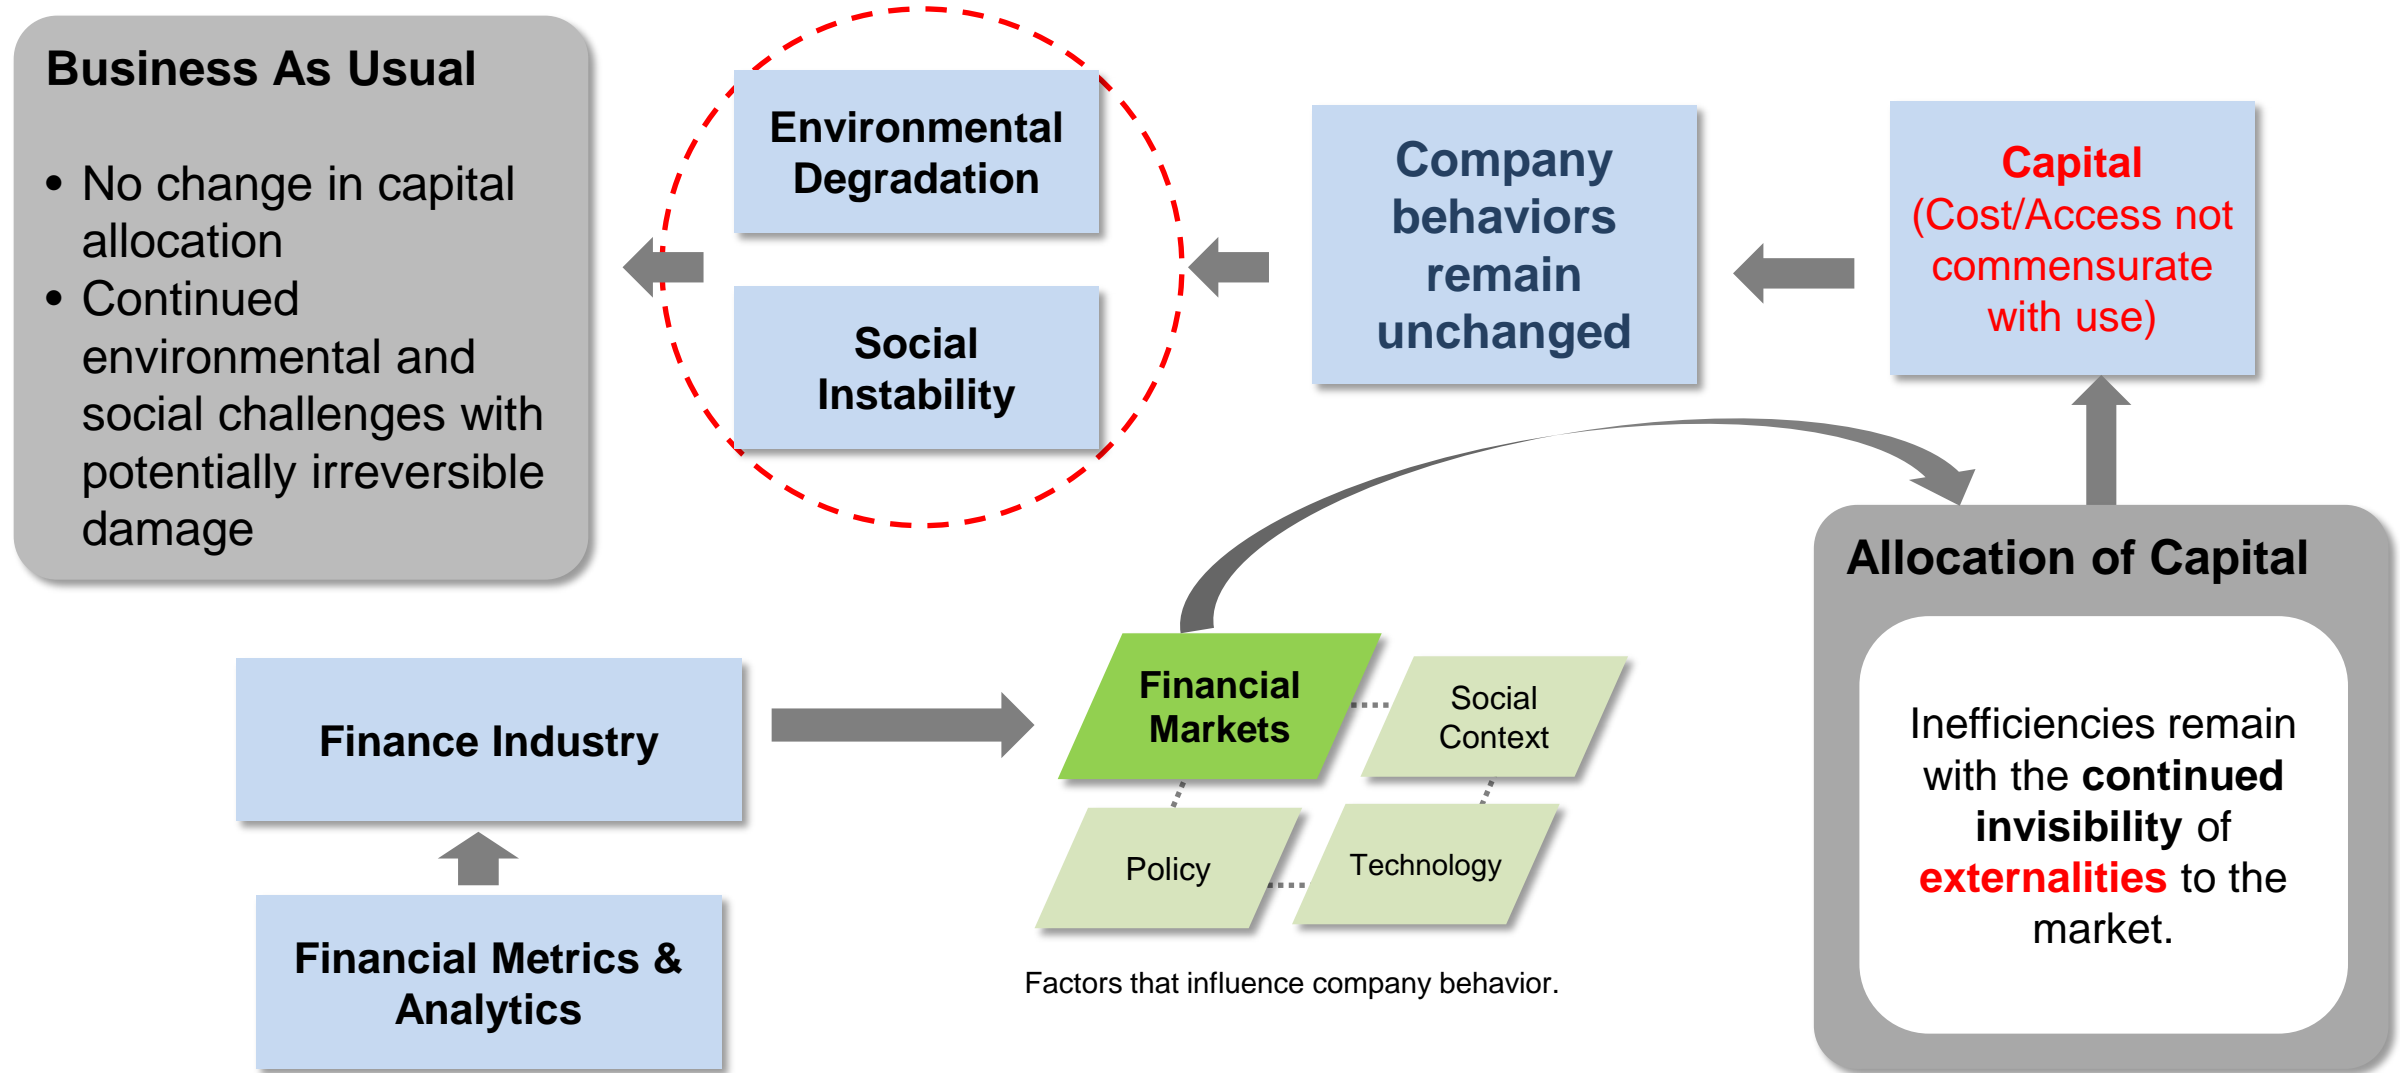 Business As Usual
• No change in capital
allocation
• Continued
environmental and
social challenges with
potentially irreversible
damage
Environmental
Degradation
Social
Instability
Company
behaviors
remain
unchanged
Capital
(Cost/Access not
commensurate
with use)
Allocation of Capital
Inefficiencies remain
with the continued
invisibility of
externalities to the
market.
Finance Industry
Financial Metrics &
Analytics
Financial
Markets
Social
Context
Policy
Technology
Factors that influence company behavior.